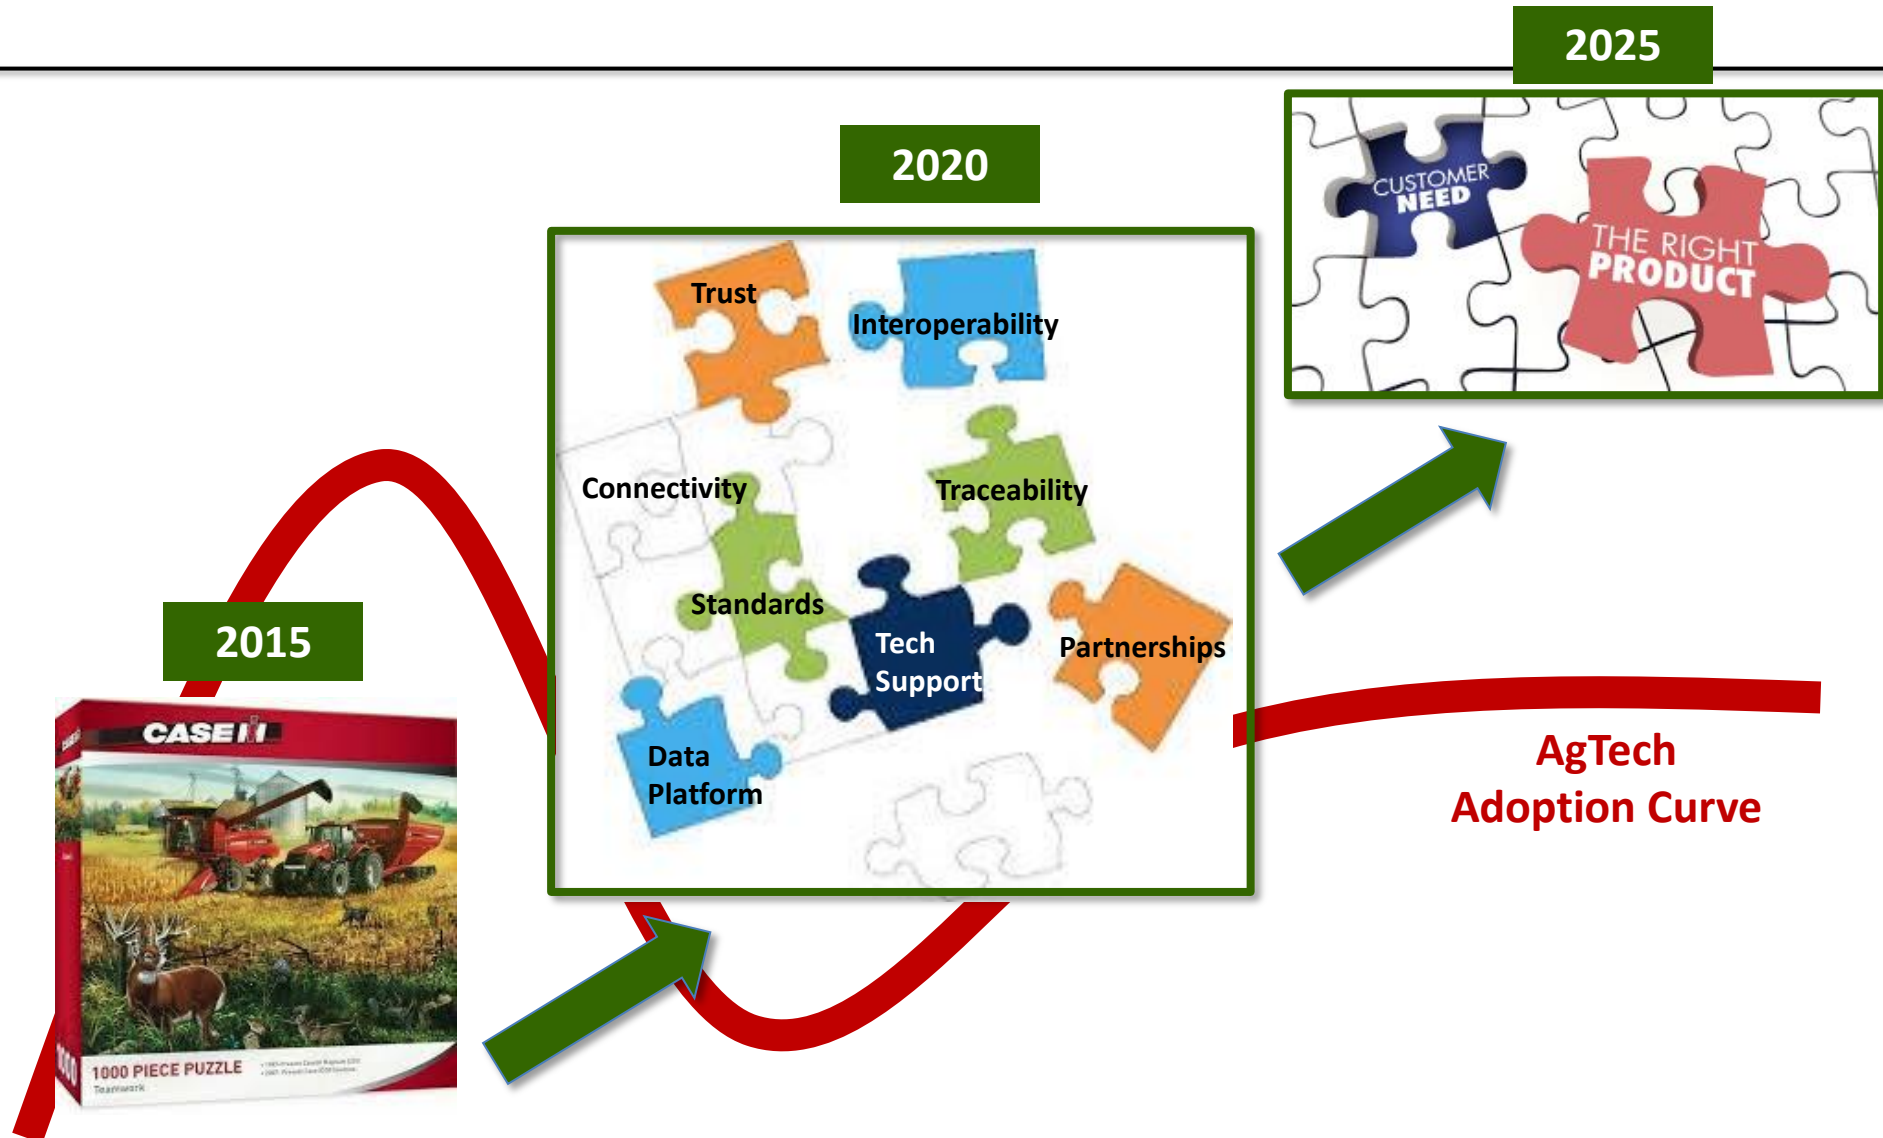 2025
2020
CUSTOMER
NEED
THE RIGHT
PRODUCT
Trust
Interoperability
Connectivity
Traceability
Standards
Tech
Support
Partnerships
Data
Platform
2015
CASE IH
1000 PIECE PUZZLE
Teamwork
AgTech
Adoption Curve